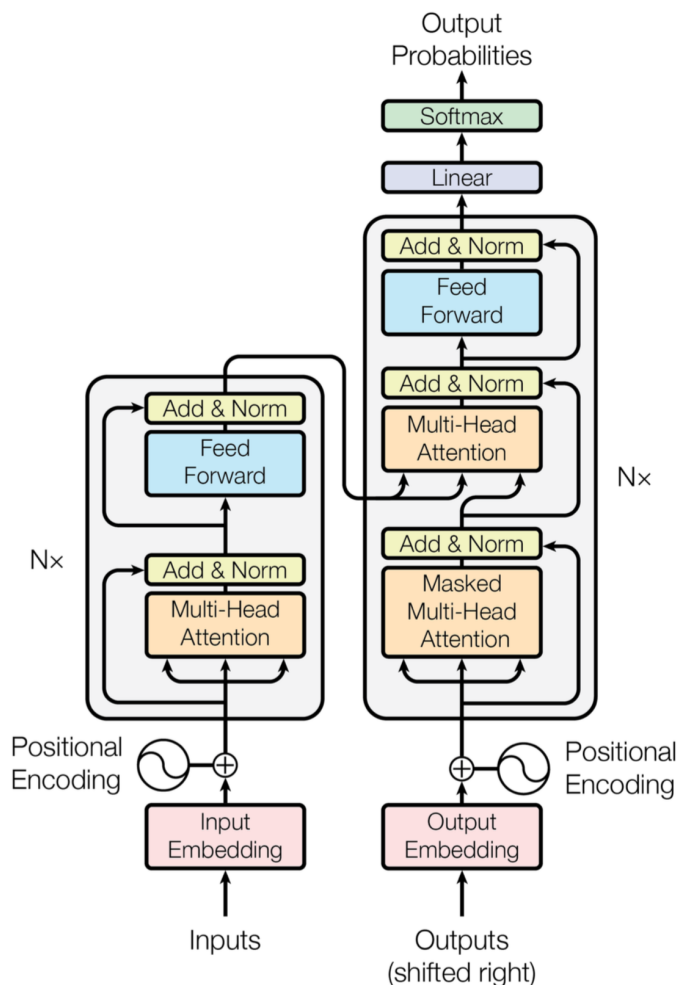 Output
Probabilities
Softmax
Linear
Add & Norm
Feed
Forward
Add & Norm
Multi-Head
Attention
Nx
Add & Norm
Masked
Multi-Head
Attention
Add & Norm
Feed
Forward
Nx
Add & Norm
Multi-Head
Attention
Positional
Encoding
Positional
Encoding
Input
Embedding
Output
Embedding
Inputs
Outputs
(shifted right)